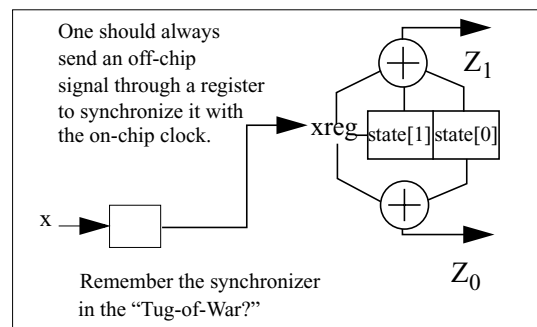 One should always
send an off-chip
signal through a register
to synchronize it with
the on-chip clock.
Z1
xreg state[1] state[0]
x
Z0
Remember the synchronizer
in the “Tug-of-War?”